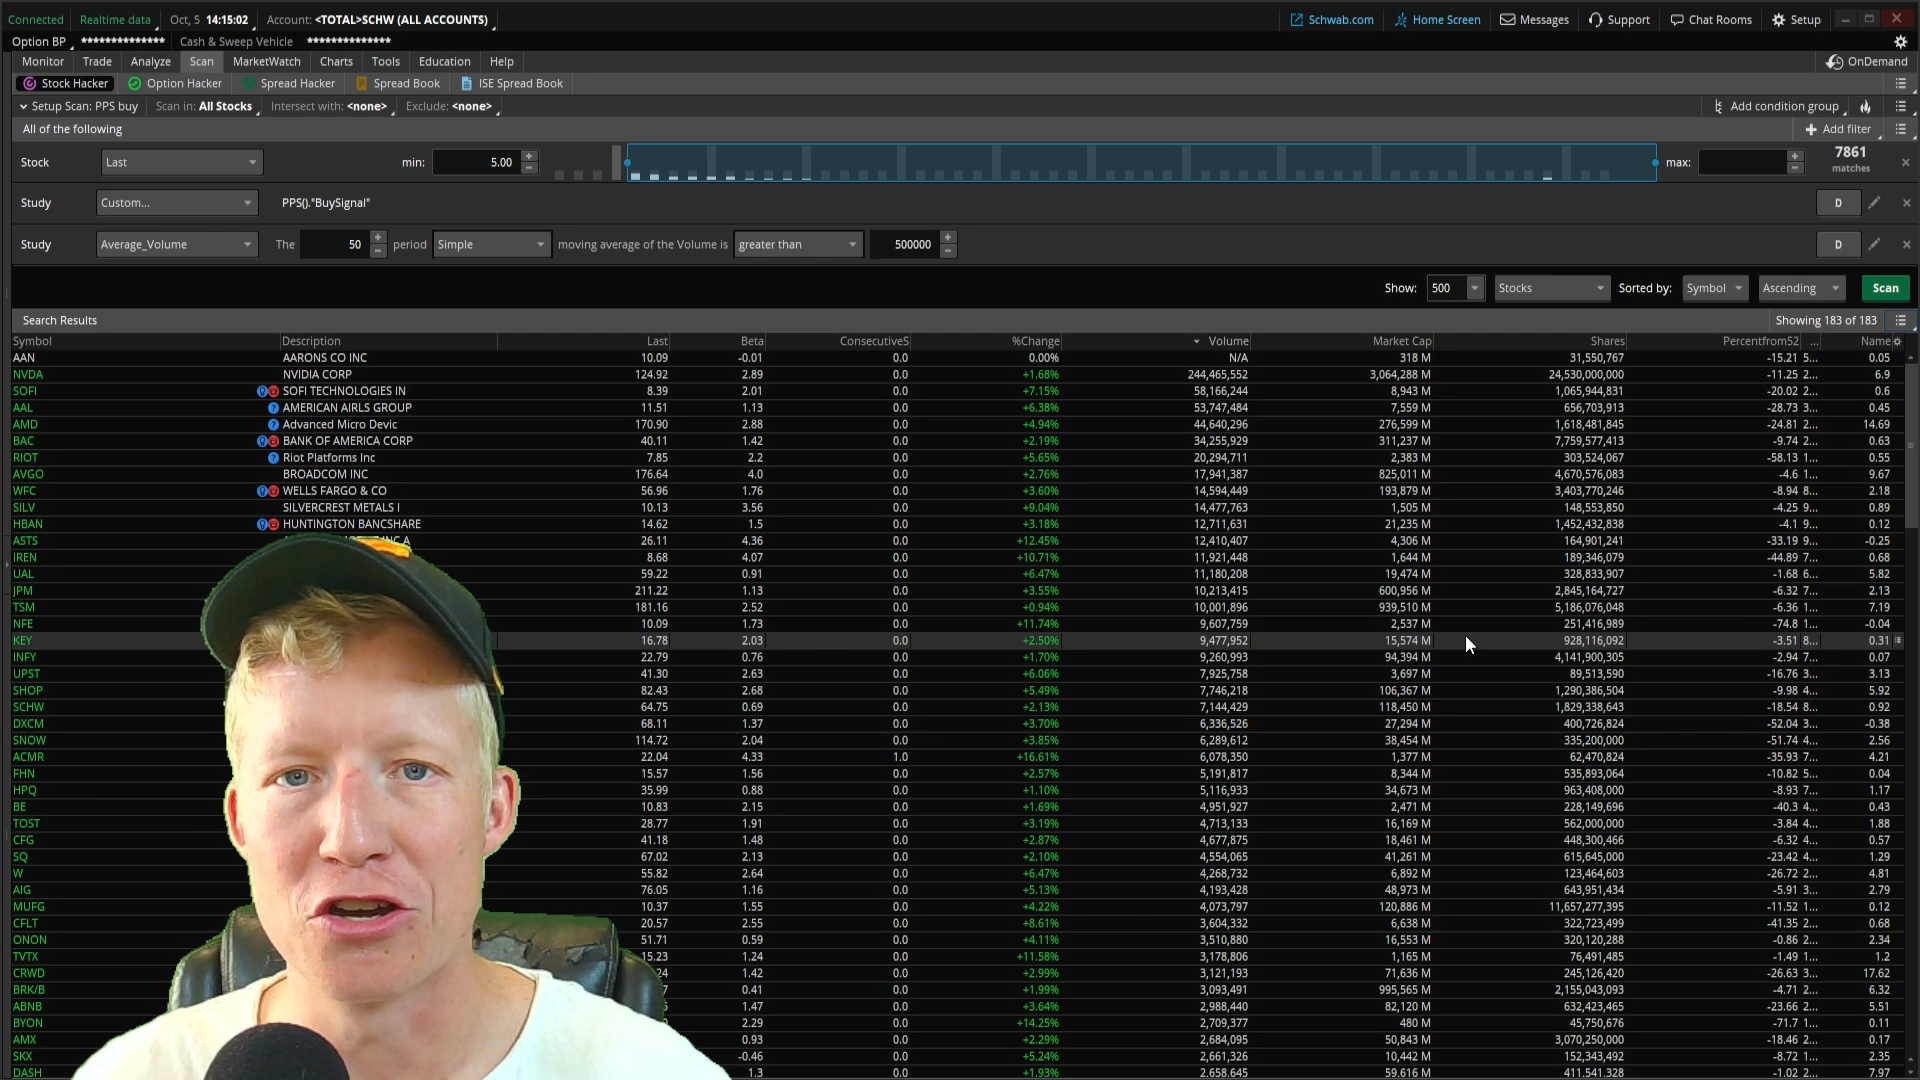 Connected Realtime data Oct, 5 14:15:02 Account: <TOTAL>SCHW (ALL ACCOUNTS) Schwab.com Home Screen Messages Support Chat Rooms Setup
Option BP ************** Cash & Sweep Vehicle **************
Monitor Trade Analyze Scan MarketWatch Charts Tools Education Help OnDemand
Stock Hacker Option Hacker Spread Hacker Spread Book ISE Spread Book
Setup Scan: PPS buy Scan in: All Stocks Intersect with: <none> Exclude: <none> Add condition group
All of the following Add filter
Stock Last min: 5.00 max: 7861 matches
Study Custom... PPS()."BuySignal" D
Study Average_Volume The 50 period Simple moving average of the Volume is greater than 500000 D
Show: 500 Stocks Sorted by: Symbol Ascending Scan
Search Results Showing 183 of 183
Symbol Description Last Beta ConsecutiveS %Change Volume Market Cap Shares Percentfrom52 ... Name
AAN AARONS CO INC 10.09 -0.01 0.0 0.00% N/A 318 M 31,550,767 -15.21 5... 0.05
NVDA NVIDIA CORP 124.92 2.89 0.0 +1.68% 244,465,552 3,064,288 M 24,530,000,000 -11.25 2... 6.9
SOFI SOFI TECHNOLOGIES IN 8.39 2.01 0.0 +7.15% 58,166,244 8,943 M 1,065,944,831 -20.02 2... 0.6
AAL AMERICAN AIRLS GROUP 11.51 1.13 0.0 +6.38% 53,747,484 7,559 M 656,703,913 -28.73 3... 0.45
AMD Advanced Micro Devic 170.90 2.88 0.0 +4.94% 44,640,296 276,599 M 1,618,481,845 -24.81 2... 14.69
BAC BANK OF AMERICA CORP 40.11 1.42 0.0 +2.19% 34,255,929 311,237 M 7,759,577,413 -9.74 2... 0.63
RIOT Riot Platforms Inc 7.85 2.2 0.0 +5.65% 20,294,711 2,383 M 303,524,067 -58.13 1... 0.55
AVGO BROADCOM INC 176.64 4.0 0.0 +2.76% 17,941,387 825,011 M 4,670,576,083 -4.6 1... 9.67
WFC WELLS FARGO & CO 56.96 1.76 0.0 +3.60% 14,594,449 193,879 M 3,403,770,246 -8.94 8... 2.18
SILV SILVERCREST METALS I 10.13 3.56 0.0 +9.04% 14,477,763 1,505 M 148,553,850 -4.25 9... 0.89
HBAN HUNTINGTON BANCSHARE 14.62 1.5 0.0 +3.18% 12,711,631 21,235 M 1,452,432,838 -4.1 9... 0.12
ASTS 26.11 4.36 0.0 +12.45% 12,410,407 4,306 M 164,901,241 -33.19 9... -0.25
IREN 8.68 4.07 0.0 +10.71% 11,921,448 1,644 M 189,346,079 -44.89 7... 0.68
UAL 59.22 0.91 0.0 +6.47% 11,180,208 19,474 M 328,833,907 -1.68 6... 5.82
JPM 211.22 1.13 0.0 +3.55% 10,213,415 600,956 M 2,845,164,727 -6.32 7... 2.13
TSM 181.16 2.52 0.0 +0.94% 10,001,896 939,510 M 5,186,076,048 -6.36 1... 7.19
NFE 10.09 1.73 0.0 +11.74% 9,607,759 2,537 M 251,416,989 -74.8 1... -0.04
KEY 16.78 2.03 0.0 +2.50% 9,477,952 15,574 M 928,116,092 -3.51 8... 0.31
INFY 22.79 0.76 0.0 +1.70% 9,260,993 94,394 M 4,141,900,305 -2.94 7... 0.07
UPST 41.30 2.63 0.0 +6.06% 7,925,758 3,697 M 89,513,590 -16.76 3... 3.13
SHOP 82.43 2.68 0.0 +5.49% 7,746,218 106,367 M 1,290,386,504 -9.98 4... 5.92
SCHW 64.75 0.69 0.0 +2.13% 7,144,429 118,450 M 1,829,338,643 -18.54 8... 0.92
DXCM 68.11 1.37 0.0 +3.70% 6,336,526 27,294 M 400,726,824 -52.04 3... -0.38
SNOW 114.72 2.04 0.0 +3.85% 6,289,612 38,454 M 335,200,000 -51.74 4... 2.56
ACMR 22.04 4.33 1.0 +16.61% 6,078,350 1,377 M 62,470,824 -35.93 7... 4.21
FHN 15.57 1.56 0.0 +2.57% 5,191,817 8,344 M 535,893,064 -10.82 5... 0.04
HPQ 35.99 0.88 0.0 +1.10% 5,116,933 34,673 M 963,408,000 -8.93 7... 1.17
BE 10.83 2.15 0.0 +1.69% 4,951,927 2,471 M 228,149,696 -40.3 4... 0.43
TOST 28.77 1.91 0.0 +3.19% 4,713,133 16,169 M 562,000,000 -3.84 4... 1.88
CFG 41.18 1.48 0.0 +2.87% 4,677,875 18,461 M 448,300,466 -6.32 4... 0.57
SQ 67.02 2.13 0.0 +2.10% 4,554,065 41,261 M 615,645,000 -23.42 4... 1.29
W 55.82 2.64 0.0 +6.47% 4,268,732 6,892 M 123,464,603 -26.72 2... 4.81
AIG 76.05 1.16 0.0 +5.13% 4,193,428 48,973 M 643,951,434 -5.91 3... 2.79
MUFG 10.37 1.55 0.0 +4.22% 4,073,797 120,886 M 11,657,277,395 -11.52 1... 0.12
CFLT 20.57 2.55 0.0 +8.61% 3,604,332 6,638 M 322,723,499 -41.35 2... 0.68
ONON 51.71 0.59 0.0 +4.11% 3,510,880 16,553 M 320,120,288 -0.86 2... 2.34
TVTX 15.23 1.24 0.0 +11.58% 3,178,806 1,165 M 76,491,485 -1.49 1... 1.2
CRWD 24 1.42 0.0 +2.99% 3,121,193 71,636 M 245,126,420 -26.63 3... 17.62
BRK/B 7 0.41 0.0 +1.99% 3,093,491 995,565 M 2,155,043,093 -4.71 2... 6.32
ABNB 1.47 0.0 +3.64% 2,988,440 82,120 M 632,423,465 -23.66 2... 5.51
BYON 2.29 0.0 +14.25% 2,709,377 480 M 45,750,676 -71.7 1... 0.11
AMX 0.93 0.0 +2.29% 2,684,095 50,843 M 3,070,250,000 -18.46 2... 0.17
SKX -0.46 0.0 +5.24% 2,661,326 10,442 M 152,343,492 -8.72 1... 2.35
DASH 1.3 0.0 +1.93% 2,658,645 59,616 M 411,541,328 -1.02 2... 7.97